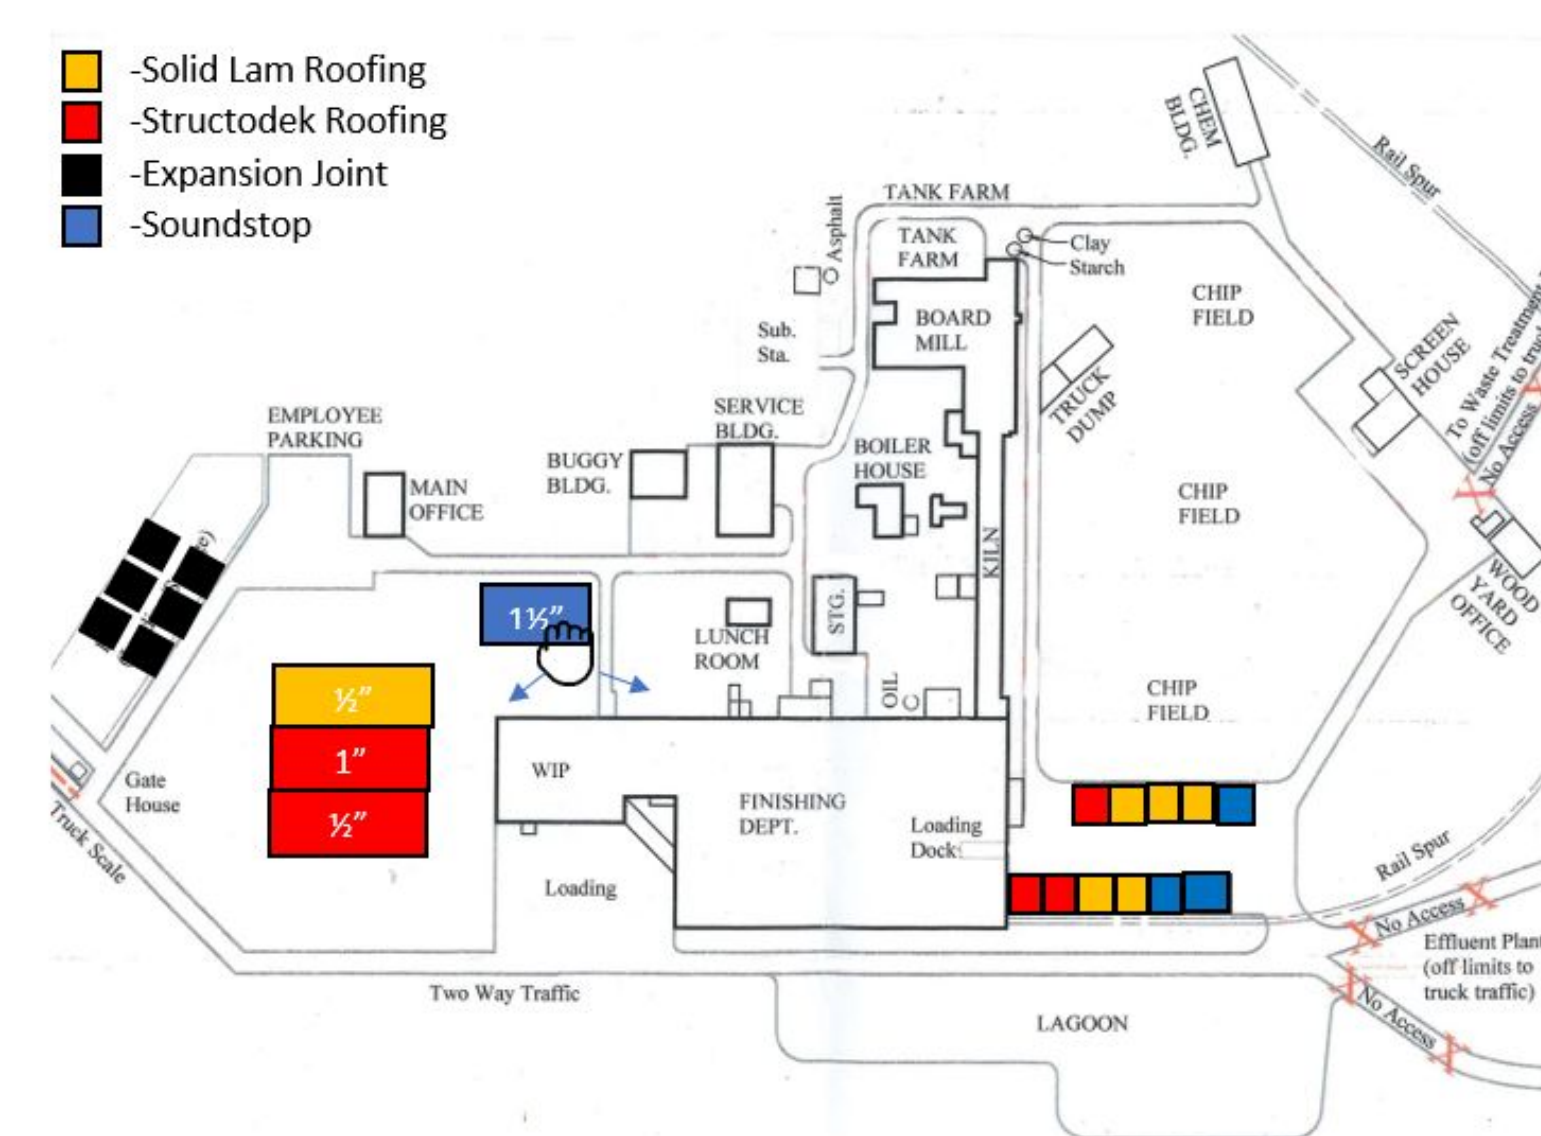 -Solid Lam Roofing
-Structodek Roofing
-Expansion Joint
-Soundstop
CHEM
BLDG.
Rail Spur
TANK FARM
Asphalt
TANK
FARM
Clay
Starch
CHIP
FIELD
BOARD
MILL
Sub.
Sta.
TRUCK
DUMP
SCREEN
HOUSE
To Waste Treatment
(off limits to truck
No Access
EMPLOYEE
PARKING
SERVICE
BLDG.
BUGGY
BLDG.
BOILER
HOUSE
MAIN
OFFICE
CHIP
FIELD
KILN
WOOD
YARD
OFFICE
1½”
STG.
LUNCH
ROOM
OIL
CHIP
FIELD
½”
1”
½”
Gate
House
Truck Scale
WIP
FINISHING
DEPT.
Loading
Dock
Loading
Rail Spur
No Access
Effluent Plant
(off limits to
truck traffic)
No Access
Two Way Traffic
LAGOON